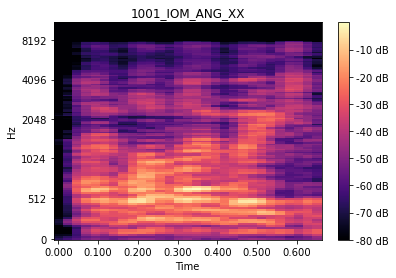 1001_IOM_ANG_XX
Hz
8192
4096
2048
1024
512
0
0.000 0.100 0.200 0.300 0.400 0.500 0.600
Time
-10 dB
-20 dB
-30 dB
-40 dB
-50 dB
-60 dB
-70 dB
-80 dB